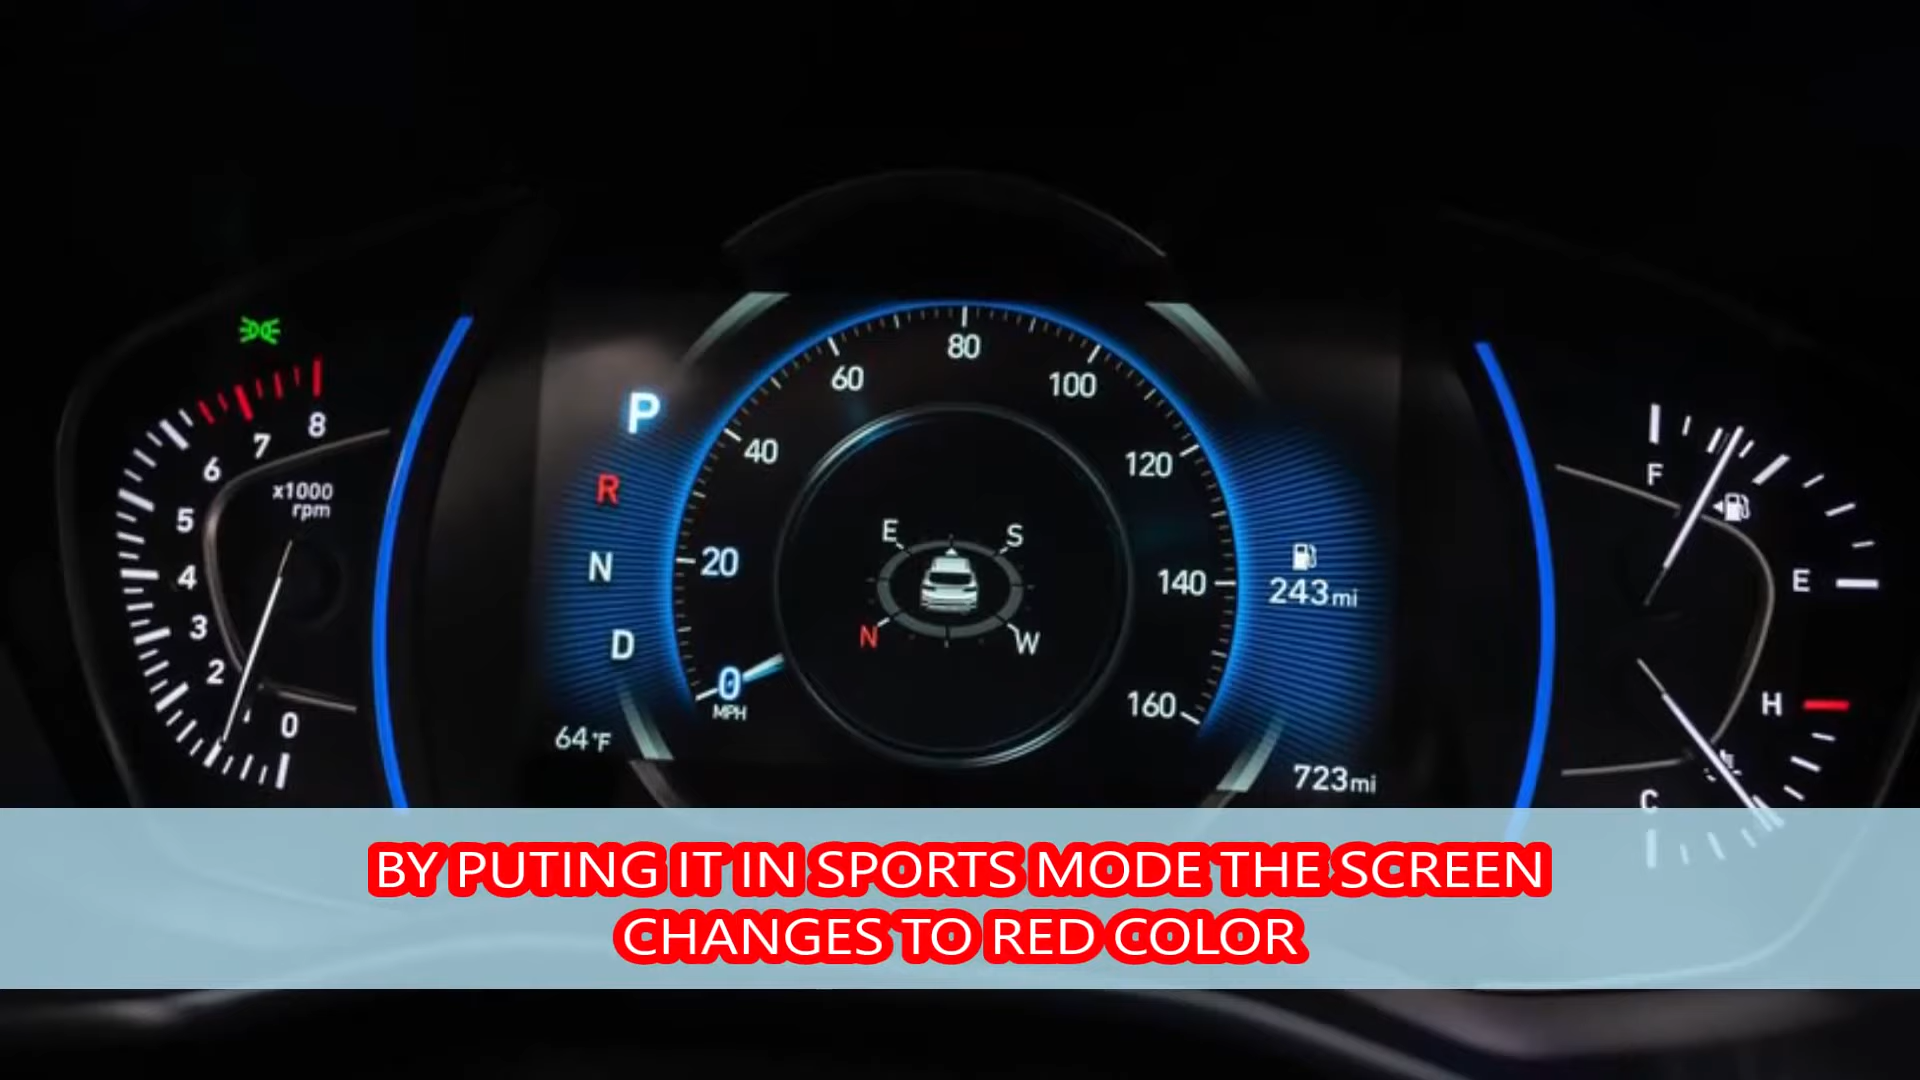 8
7
6
5
4
3
2
0
x1000
rpm
P
R
N
D
64°F
0
MPH
20
40
60
80
100
120
140
160
E
S
N
W
243mi
723mi
F
E
H
C
BY PUTING IT IN SPORTS MODE THE SCREEN
CHANGES TO RED COLOR